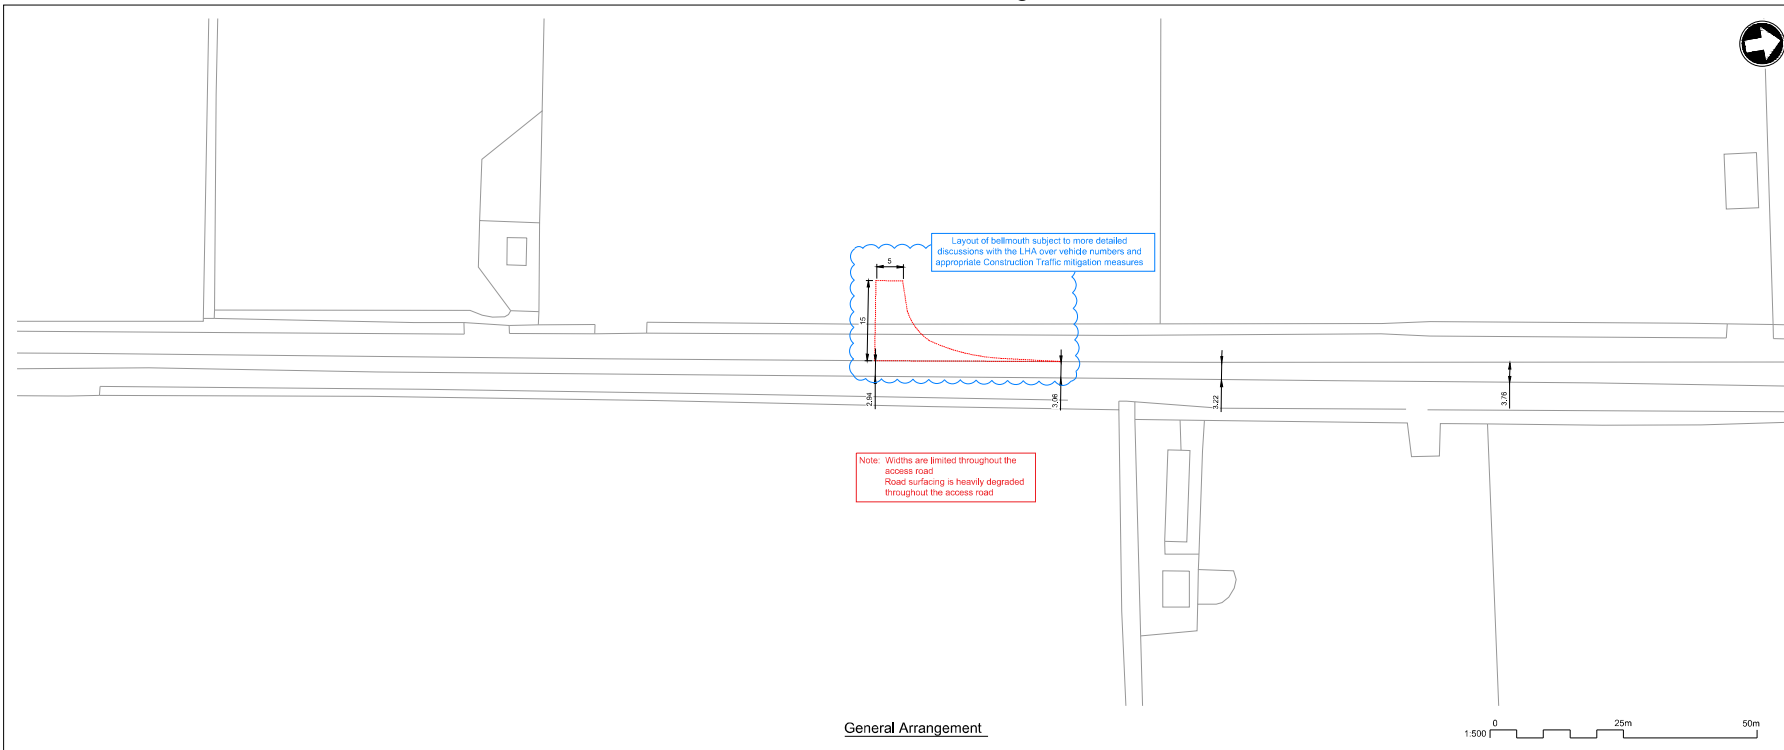 Layout of bellmouth subject to more detailed
discussions with the LHA over vehicle numbers and
appropriate Construction Traffic mitigation measures
5
15
2.94
3.06
3.22
3.76
Note: Widths are limited throughout the
access road
Road surfacing is heavily degraded
throughout the access road
General Arrangement
1:500
0 25m 50m